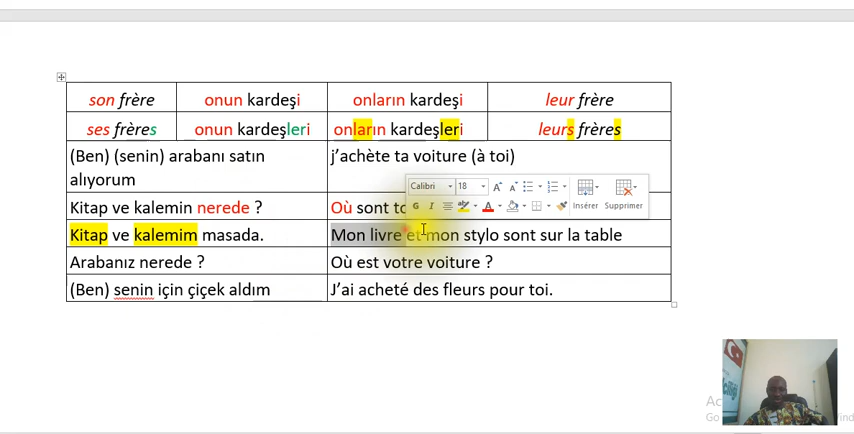 son frère onun kardeşi onların kardeşi leur frère
ses frères onun kardeşleri onların kardeşleri leurs frères
(Ben) (senin) arabanı satın j'achète ta voiture (à toi)
alıyorum
Calibri 18
G I Insérer Supprimer
Kitap ve kalemin nerede ? Où sont
Kitap ve kalemim masada. Mon livre et mon stylo sont sur la table
Arabanız nerede ? Où est votre voiture ?
(Ben) senin için çiçek aldım J'ai acheté des fleurs pour toi.